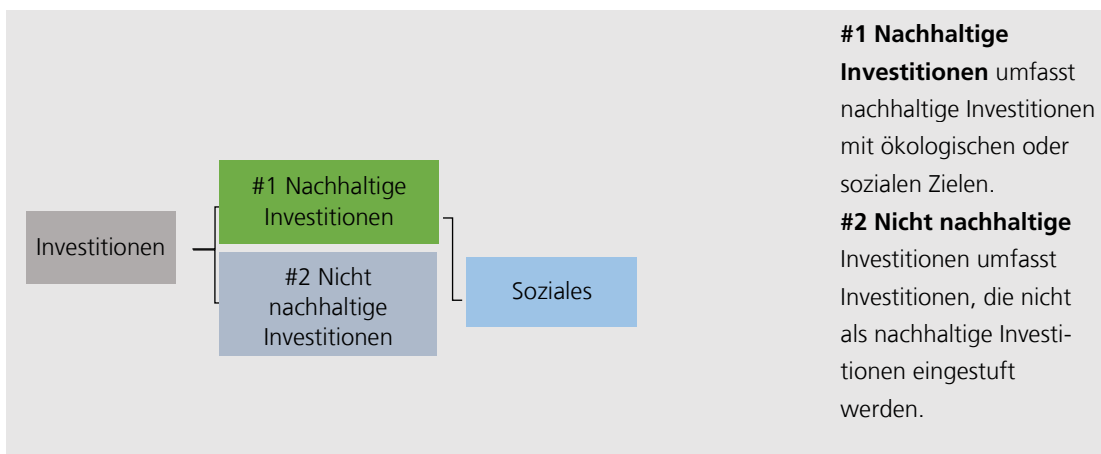 Investitionen
#1 Nachhaltige
Investitionen
#2 Nicht
nachhaltige
Investitionen
Soziales
#1 Nachhaltige
Investitionen umfasst
nachhaltige Investitionen
mit ökologischen oder
sozialen Zielen.
#2 Nicht nachhaltige
Investitionen umfasst
Investitionen, die nicht
als nachhaltige Investi-
tionen eingestuft
werden.